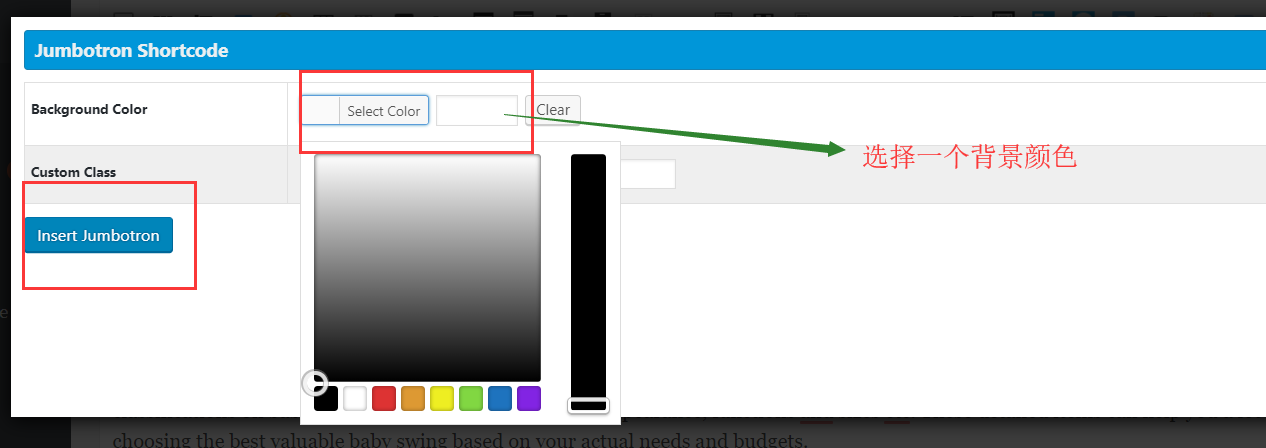 Jumbotron Shortcode
Background Color
Select Color
Clear
选择一个背景颜色
Custom Class
Insert Jumbotron
choosing the best valuable baby swing based on your actual needs and budgets.